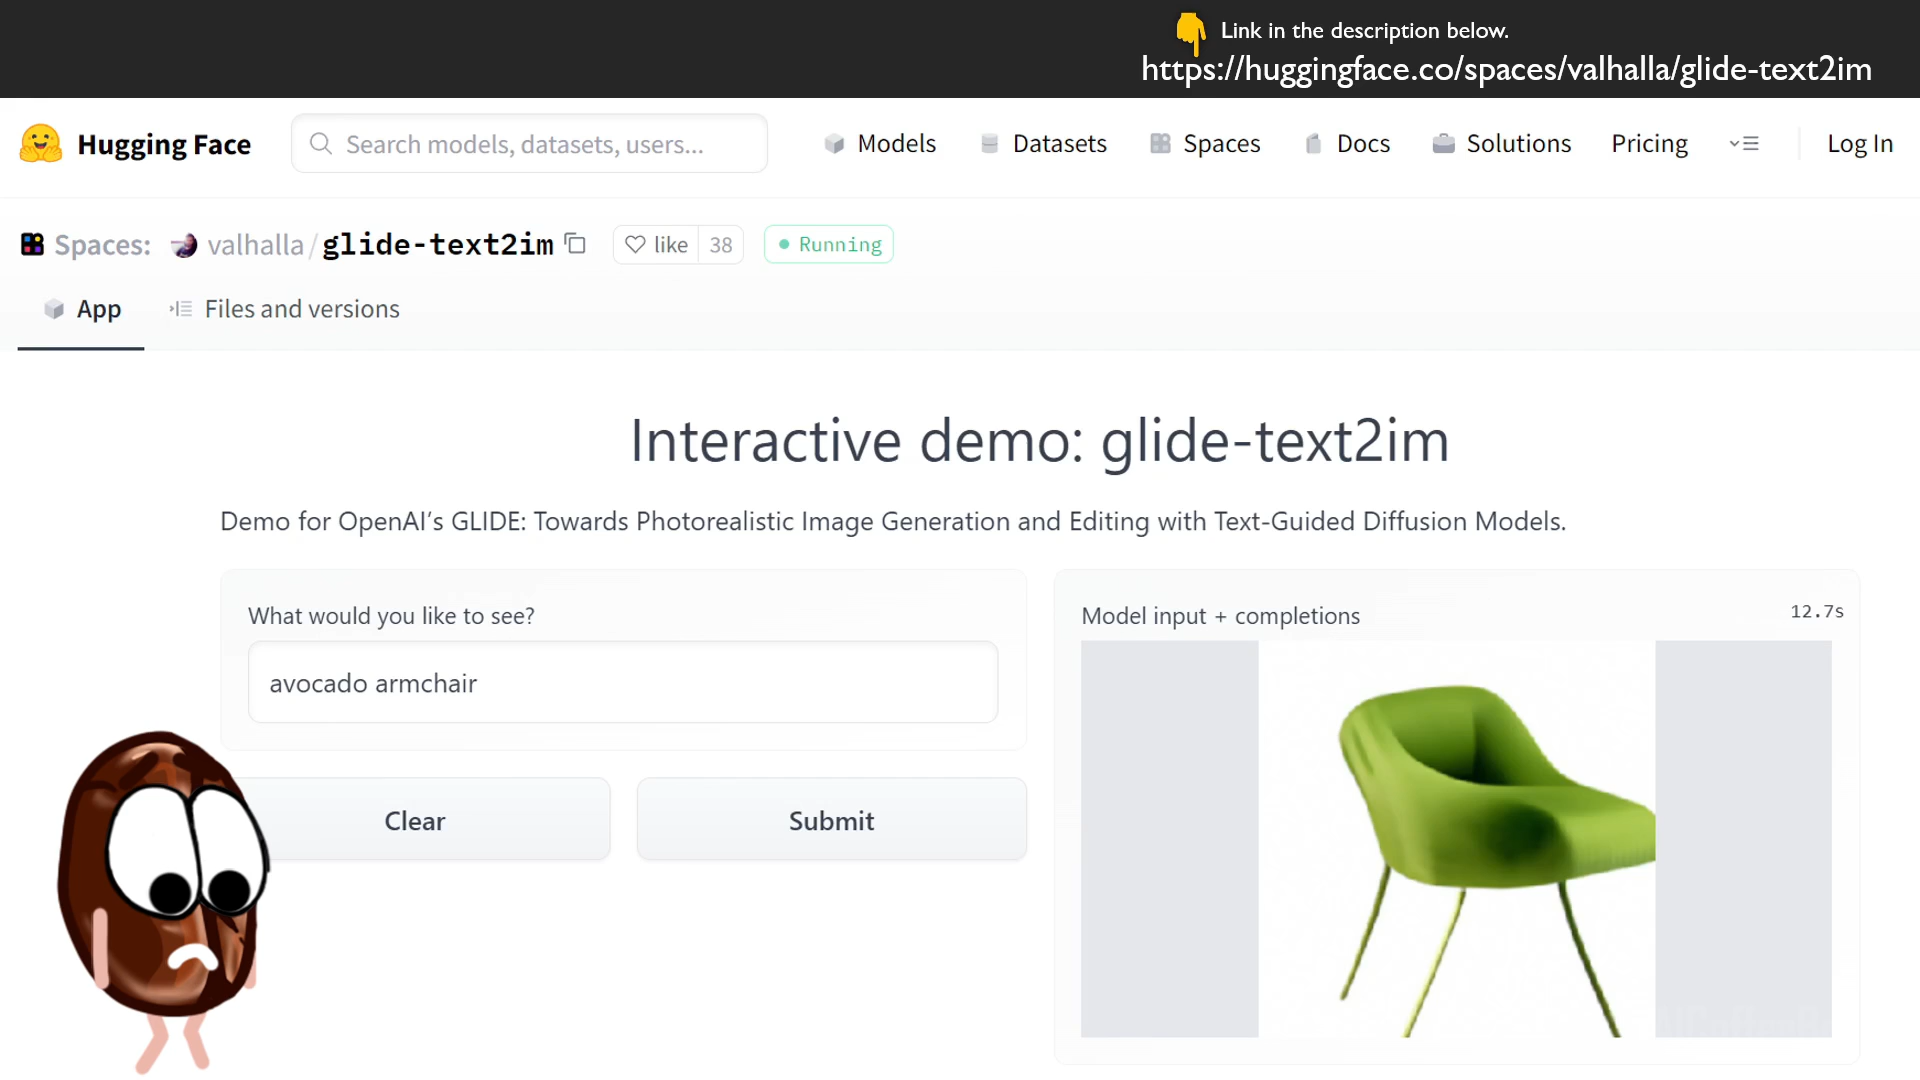 Link in the description below.
https://huggingface.co/spaces/valhalla/glide-text2im
Hugging Face
Search models, datasets, users...
Models
Datasets
Spaces
Docs
Solutions
Pricing
Log In
Spaces:
valhalla/glide-text2im
like
38
Running
App
Files and versions
Interactive demo: glide-text2im
Demo for OpenAI’s GLIDE: Towards Photorealistic Image Generation and Editing with Text-Guided Diffusion Models.
What would you like to see?
avocado armchair
Clear
Submit
Model input + completions
12.7s